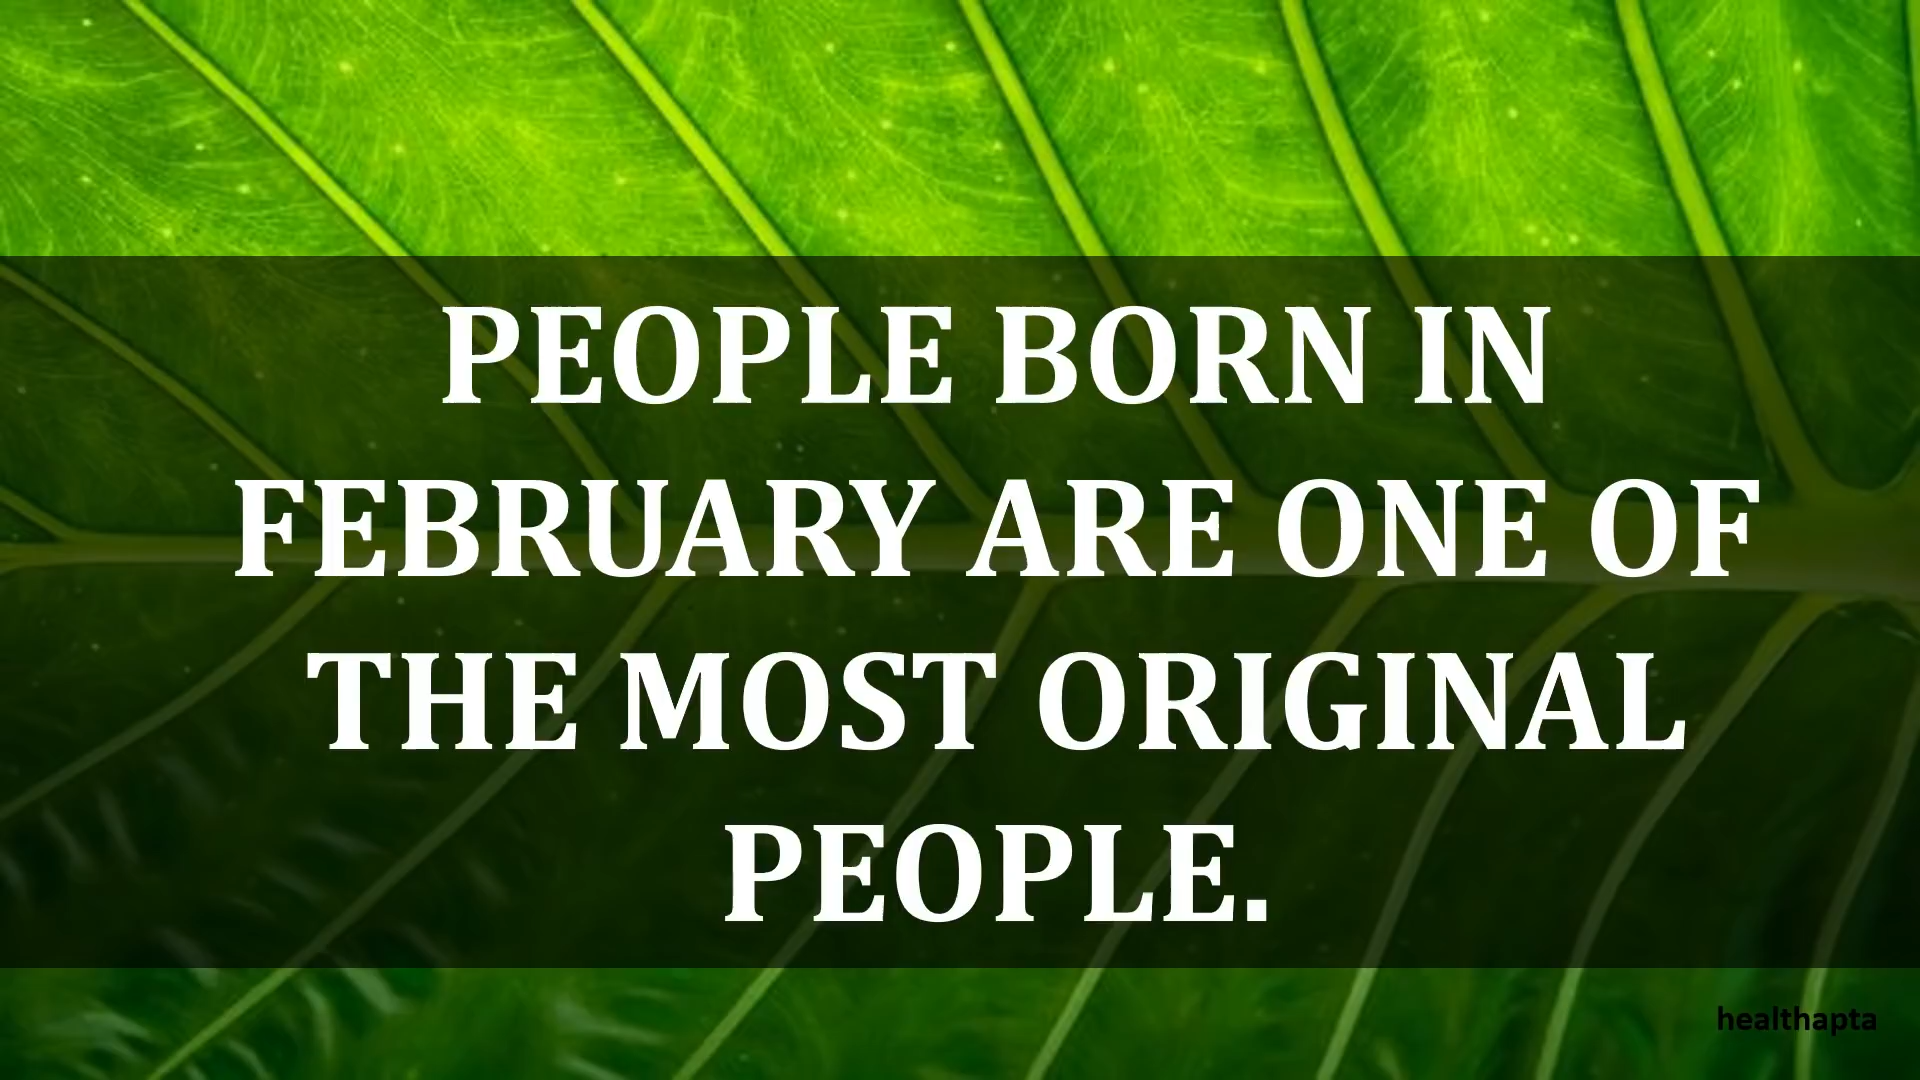 PEOPLE BORN IN
FEBRUARY ARE ONE OF
THE MOST ORIGINAL
PEOPLE.
healthapta